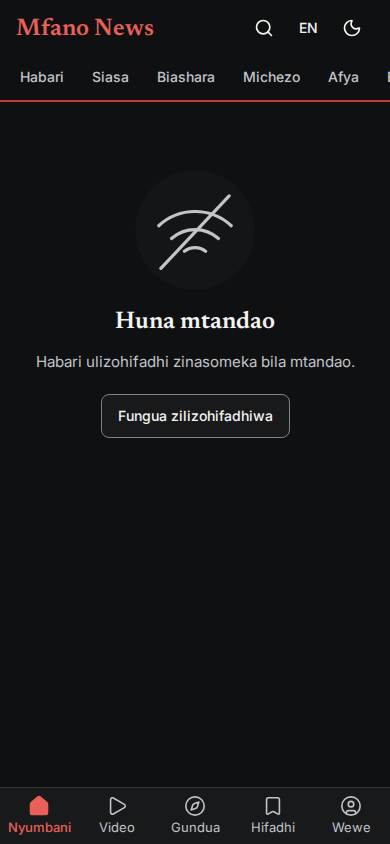 Mfano News
EN
Habari Siasa Biashara Michezo Afya
Huna mtandao
Habari ulizohifadhi zinasomeka bila mtandao.
Fungua zilizohifadhiwa
Nyumbani Video Gundua Hifadhi Wewe